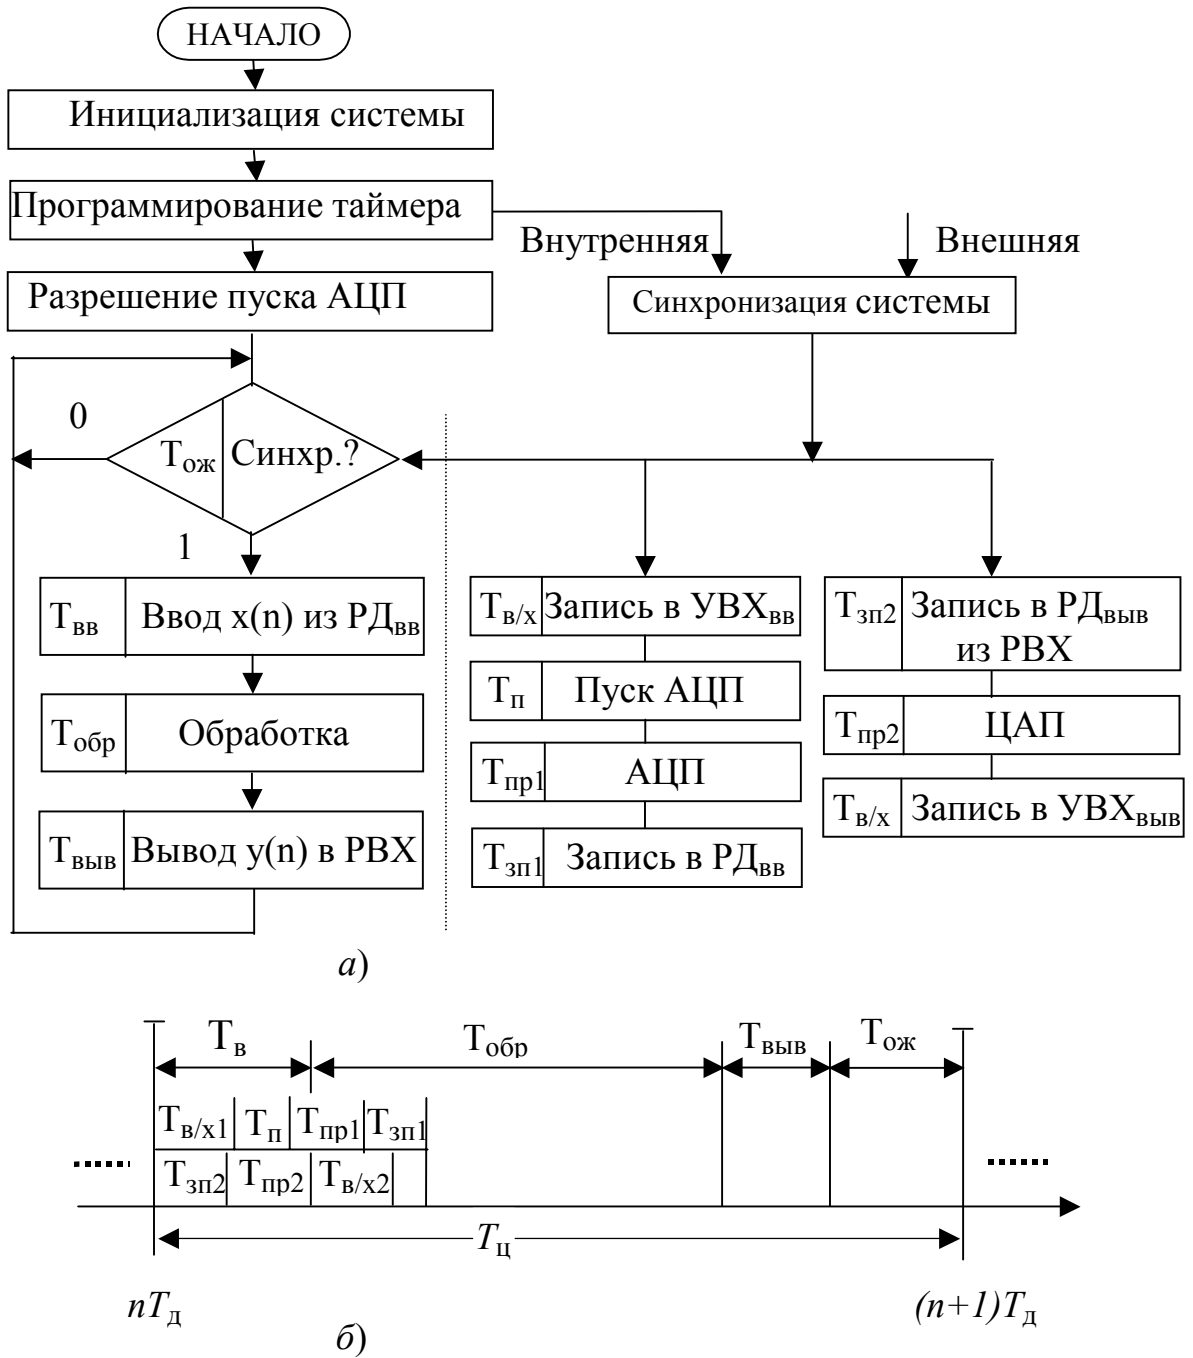 НАЧАЛО
Инициализация системы
Программирование таймера
Внутренняя
Внешняя
Разрешение пуска АЦП
Синхронизация системы
0
Tож
Синхр.?
1
Tвв
Ввод x(n) из РДвв
Tобр
Обработка
Tвыв
Вывод y(n) в РВХ
Tв/х
Запись в УВХвв
Tп
Пуск АЦП
Tпр1
АЦП
Tзп1
Запись в РДвв
Tзп2
Запись в РДвыв
из РВХ
Tпр2
ЦАП
Tв/х
Запись в УВХвыв
а)
Tв
Tобр
Tвыв
Tож
Tв/х1
Tп
Tпр1
Tзп1
Tзп2
Tпр2
Tв/х2
Tц
nTд
(n+1)Tд
б)